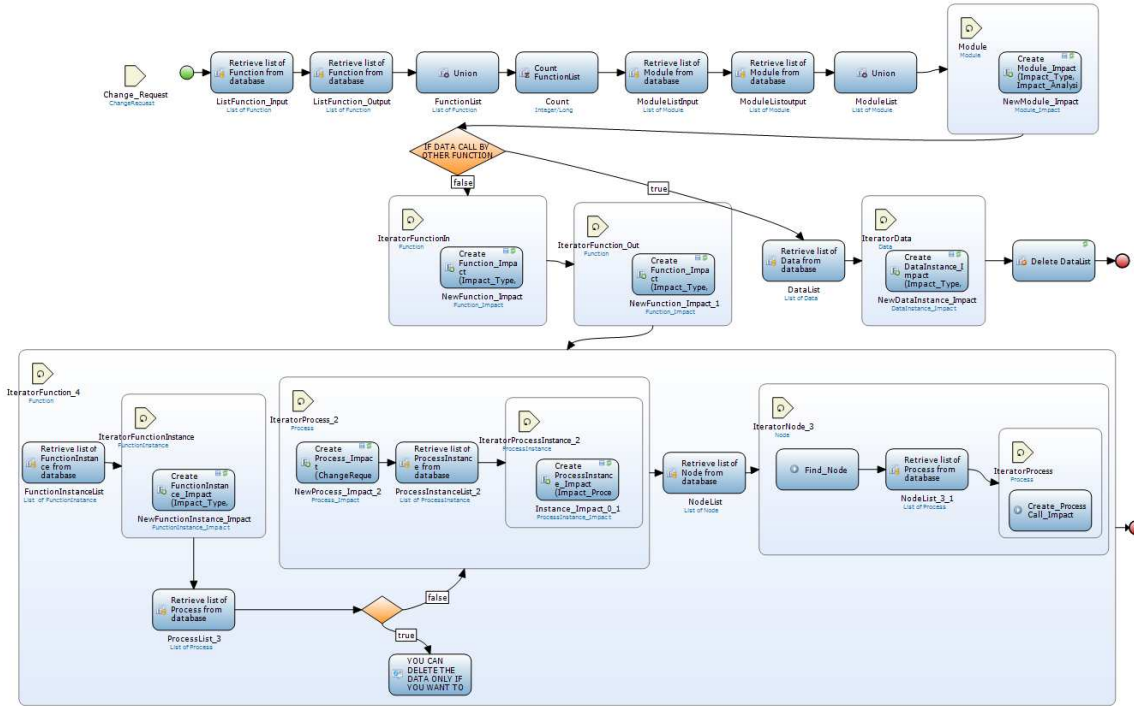 Change_Request
ChangeRequest
Retrieve list of
Function from
database
ListFunction_Input
List of Function
Retrieve list of
Function from
database
ListFunction_Output
List of Function
Union
FunctionList
List of Function
Count
FunctionList
Count
Integer/Long
Retrieve list of
Module from
database
ModuleListInput
List of Module
Retrieve list of
Module from
database
ModuleListoutput
List of Module
Union
ModuleList
List of Module
Module
Module
Create
Module_Impact
(Impact_Type,
Impact_Analysi
NewModule_Impact
Module_Impact
IF DATA CALL BY
OTHER FUNCTION
false
true
IteratorFunctionIn
Function
Create
Function_Impa
ct
(Impact_Type,
NewFunction_Impact
Function_Impact
IteratorFunction_Out
Function
Create
Function_Impa
ct
(Impact_Type,
NewFunction_Impact_1
Function_Impact
Retrieve list of
Data from
database
DataList
List of Data
IteratorData
Data
Create
DataInstance_I
mpact
(Impact_Type,
NewDataInstance_Impact
DataInstance_Impact
Delete DataList
IteratorFunction_4
Function
Retrieve list of
FunctionInstan
ce from
database
FunctionInstanceList
List of FunctionInstance
IteratorFunctionInstance
FunctionInstance
Create
FunctionInstan
ce_Impact
(Impact_Type,
NewFunctionInstance_Impact
FunctionInstance_Impact
IteratorProcess_2
Process
Create
Process_Impac
t
(ChangeReque
NewProcess_Impact_2
Process_Impact
Retrieve list of
ProcessInstanc
e from
database
ProcessInstanceList_2
List of ProcessInstance
IteratorProcessInstance_2
ProcessInstance
Create
ProcessInstanc
e_Impact
(Impact_Proce
Instance_Impact_0_1
ProcessInstance_Impact
Retrieve list of
Node from
database
NodeList
List of Node
IteratorNode_3
Node
Find_Node
Retrieve list of
Process from
database
NodeList_3_1
List of Process
IteratorProcess
Process
Create_Process
Call_Impact
Retrieve list of
Process from
database
ProcessList_3
List of Process
false
true
YOU CAN
DELETE THE
DATA ONLY IF
YOU WANT TO